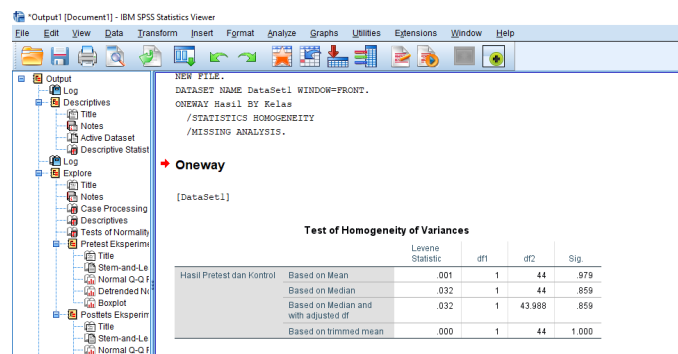 *Output1 [Document1] - IBM SPSS Statistics Viewer
File Edit View Data Transform Insert Format Analyze Graphs Utilities Extensions Window Help
Output
Log
Descriptives
Title
Notes
Active Dataset
Descriptive Statist
Log
Explore
Title
Notes
Case Processing
Descriptives
Tests of Normality
Pretest Eksperime
Title
Stem-and-Le
Normal Q-Q F
Detrended No
Boxplot
Posttets Eksperim
Title
Stem-and-Le
Normal Q-Q F
NEW FILE.
DATASET NAME DataSet1 WINDOW=FRONT.
ONEWAY Hasil BY Kelas
/STATISTICS HOMOGENEITY
/MISSING ANALYSIS.
Oneway
[DataSet1]
Test of Homogeneity of Variances
Levene
Statistic df1 df2 Sig.
Hasil Pretest dan Kontrol Based on Mean .001 1 44 .979
Based on Median .032 1 44 .859
Based on Median and
with adjusted df .032 1 43.988 .859
Based on trimmed mean .000 1 44 1.000